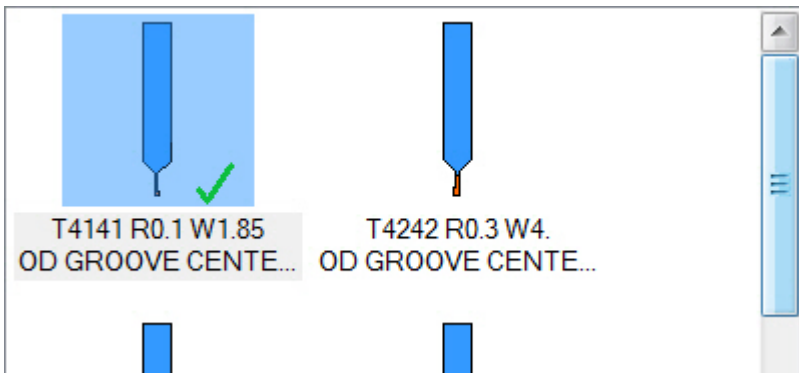 T4141 R0.1 W1.85
OD GROOVE CENTE...
T4242 R0.3 W4.
OD GROOVE CENTE...